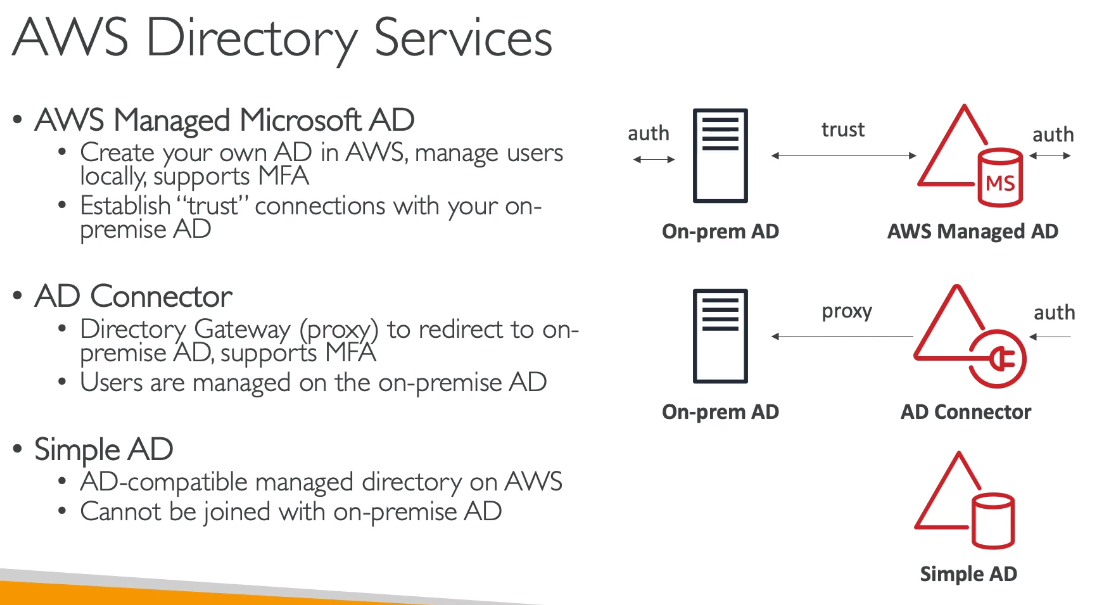 AWS Directory Services
• AWS Managed Microsoft AD
• Create your own AD in AWS, manage users
locally, supports MFA
• Establish “trust” connections with your on-
premise AD
auth
trust
auth
MS
On-prem AD
AWS Managed AD
• AD Connector
• Directory Gateway (proxy) to redirect to on-
premise AD, supports MFA
• Users are managed on the on-premise AD
proxy
auth
On-prem AD
AD Connector
• Simple AD
• AD-compatible managed directory on AWS
• Cannot be joined with on-premise AD
Simple AD